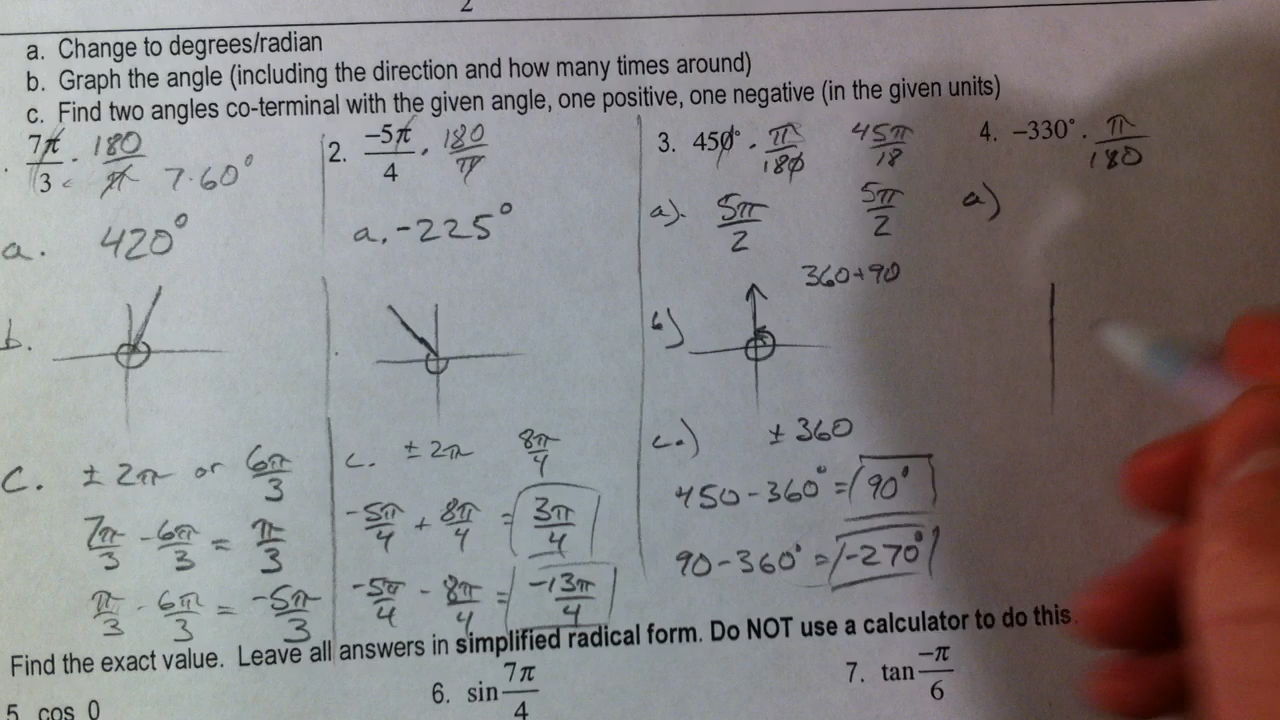 2
a. Change to degrees/radian
b. Graph the angle (including the direction and how many times around)
c. Find two angles co-terminal with the given angle, one positive, one negative (in the given units)
7π/3 · 180/π 7·60°
a. 420°
b.
C. ± 2π or 6π/3
7π/3 - 6π/3 = π/3
π/3 - 6π/3 = -5π/3
2. -5π/4 · 180/π
a. -225°
c. ± 2π 8π/4
-5π/4 + 8π/4 = 3π/4
-5π/4 - 8π/4 = -13π/4
3. 450° · π/180 45π/18
a). 5π/2 5π/2
360+90
b)
c.) ± 360
450-360° = 90°
90-360° = -270°
4. -330° · π/180
a)
Find the exact value. Leave all answers in simplified radical form. Do NOT use a calculator to do this.
5. cos 0
6. sin 7π/4
7. tan -π/6